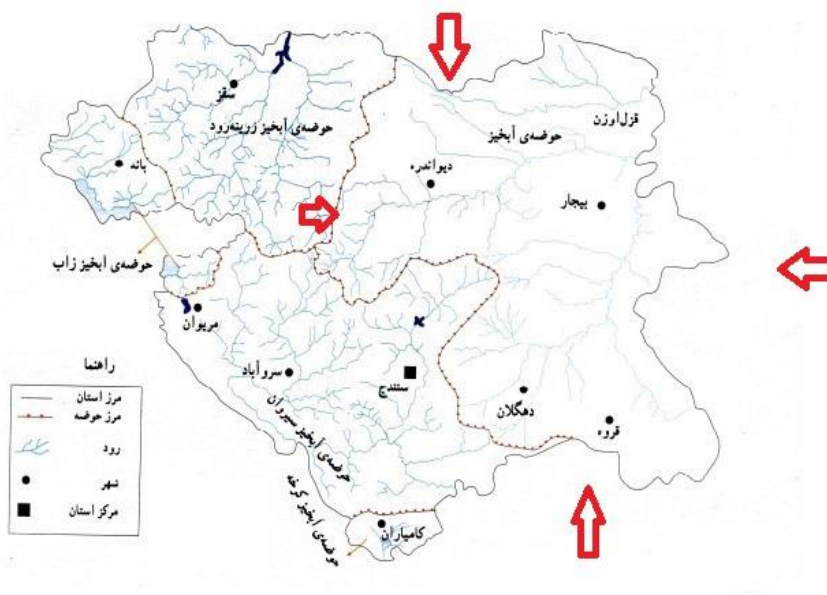 سقز
حوضه‌ی آبخیز زرینه‌رود
قزل‌اوزن
حوضه‌ی آبخیز
بانه
دیواندره
بیجار
حوضه‌ی آبخیز زاب
مریوان
سروآباد
سنندج
دهگلان
قروه
حوضه‌ی آبخیز سیروان
حوضه‌ی آبخیز کرخه
کامیاران
راهنما
مرز استان
مرز حوضه
رود
شهر
مرکز استان